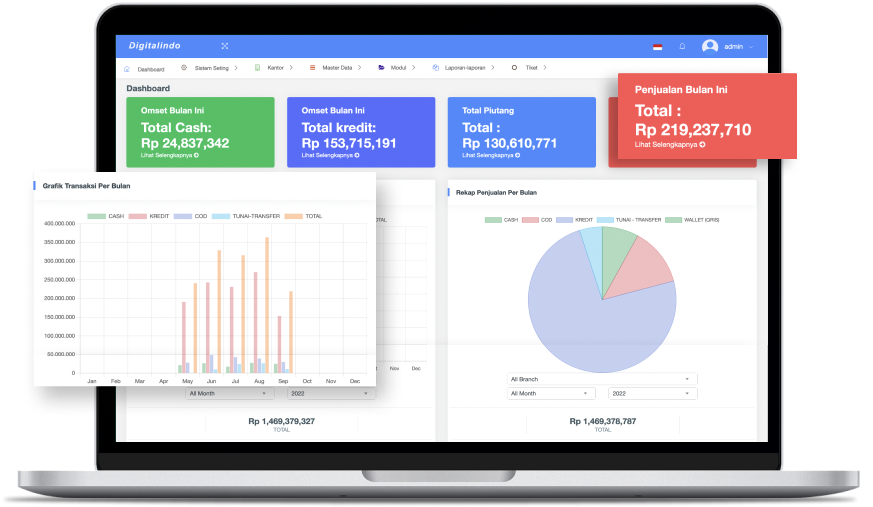 Digitalindo
admin
Dashboard
Sistem Seting
Kantor
Master Data
Modul
Laporan-laporan
Tiket
Dashboard
Omset Bulan Ini
Total Cash:
Rp 24,837,342
Lihat Selengkapnya
Omset Bulan Ini
Total kredit:
Rp 153,715,191
Lihat Selengkapnya
Total Piutang
Total :
Rp 130,610,771
Lihat Selengkapnya
Penjualan Bulan Ini
Total :
Rp 219,237,710
Lihat Selengkapnya
Grafik Transaksi Per Bulan
CASH KREDIT COD TUNAI-TRANSFER TOTAL
400.000.000
350.000.000
300.000.000
250.000.000
200.000.000
150.000.000
100.000.000
50.000.000
0
Jan Feb Mar Apr May Jun Jul Aug Sep Oct Nov Dec
Nov Dec
All Month
2022
Rp 1,469,379,327
TOTAL
Rekap Penjualan Per Bulan
CASH COD KREDIT TUNAI - TRANSFER WALLET (QRIS)
All Branch
All Month
2022
Rp 1,469,378,787
TOTAL